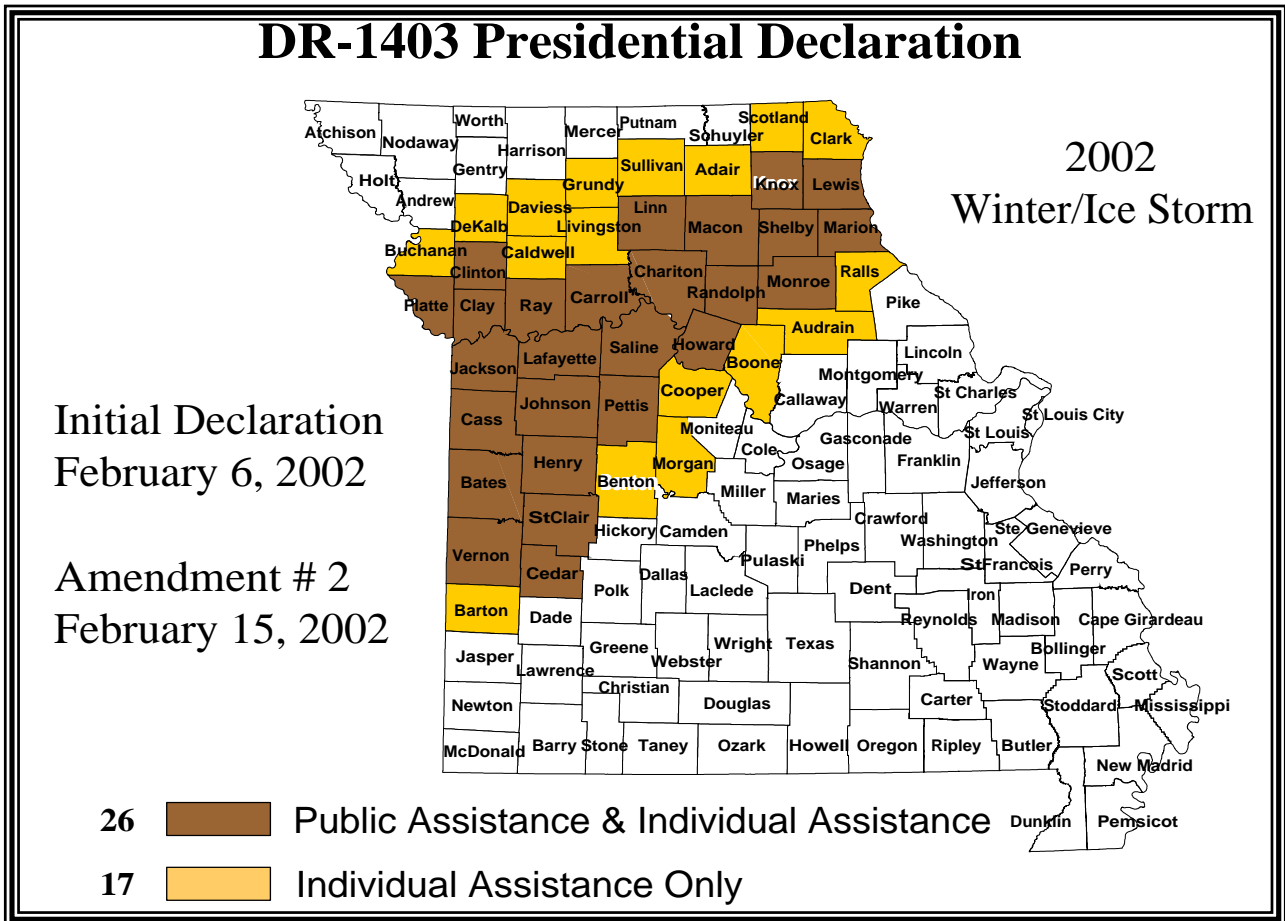 DR-1403 Presidential Declaration
2002
Winter/Ice Storm
Atchison
Nodaway
Worth
Harrison
Mercer
Putnam
Schuyler
Scotland
Clark
Holt
Gentry
Andrew
DeKalb
Daviess
Grundy
Sullivan
Adair
Knox
Lewis
Buchanan
Clinton
Caldwell
Livingston
Linn
Macon
Shelby
Marion
Platte
Clay
Ray
Carroll
Chariton
Randolph
Monroe
Ralls
Pike
Audrain
Jackson
Lafayette
Saline
Howard
Boone
Lincoln
Montgomery
Callaway
Warren
St Charles
St Louis City
St Louis
Cass
Johnson
Pettis
Cooper
Moniteau
Cole
Gasconade
Osage
Franklin
Jefferson
Initial Declaration
February 6, 2002
Bates
Henry
Benton
Morgan
Miller
Maries
StClair
Hickory
Camden
Pulaski
Phelps
Crawford
Washington
Ste Genevieve
StFrancois
Perry
Amendment # 2
February 15, 2002
Vernon
Cedar
Polk
Dallas
Laclede
Dent
Iron
Reynolds
Madison
Cape Girardeau
Bollinger
Barton
Dade
Greene
Webster
Wright
Texas
Shannon
Wayne
Scott
Jasper
Lawrence
Christian
Douglas
Carter
Stoddard
Mississippi
Newton
McDonald
Barry
Stone
Taney
Ozark
Howell
Oregon
Ripley
Butler
New Madrid
Dunklin
Pemsicot
26 Public Assistance & Individual Assistance
17 Individual Assistance Only